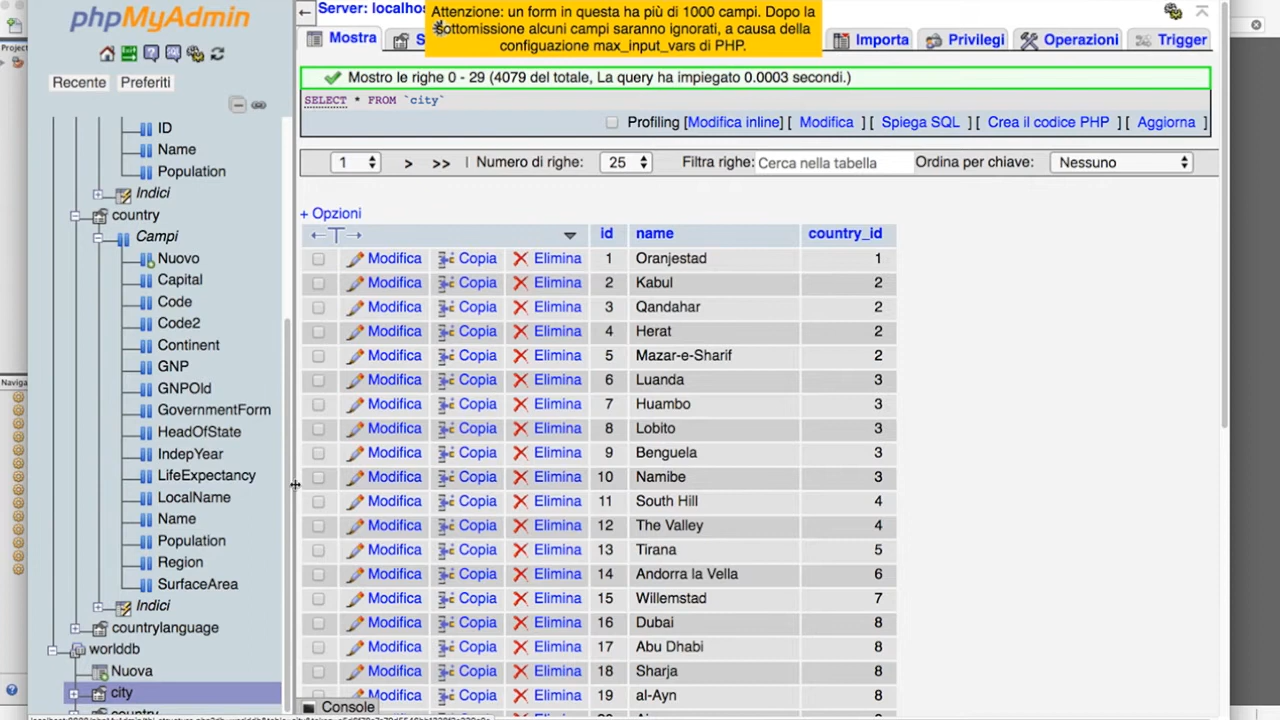 phpMyAdmin
Recente Preferiti
ID
Name
Population
Indici
country
Campi
Nuovo
Capital
Code
Code2
Continent
GNP
GNPOld
GovernmentForm
HeadOfState
IndepYear
LifeExpectancy
LocalName
Name
Population
Region
SurfaceArea
Indici
countrylanguage
worlddb
Nuova
city
Server: localhos
Attenzione: un form in questa ha più di 1000 campi. Dopo la
sottomissione alcuni campi saranno ignorati, a causa della
configuazione max_input_vars di PHP.
Mostra S Importa Privilegi Operazioni Trigger
Mostro le righe 0 - 29 (4079 del totale, La query ha impiegato 0.0003 secondi.)
SELECT * FROM `city`
Profiling [Modifica inline] [ Modifica ] [ Spiega SQL ] [ Crea il codice PHP ] [ Aggiorna ]
1 > >> | Numero di righe: 25 Filtra righe: Cerca nella tabella Ordina per chiave: Nessuno
+ Opzioni
←T→ id name country_id
Modifica Copia Elimina 1 Oranjestad 1
Modifica Copia Elimina 2 Kabul 2
Modifica Copia Elimina 3 Qandahar 2
Modifica Copia Elimina 4 Herat 2
Modifica Copia Elimina 5 Mazar-e-Sharif 2
Modifica Copia Elimina 6 Luanda 3
Modifica Copia Elimina 7 Huambo 3
Modifica Copia Elimina 8 Lobito 3
Modifica Copia Elimina 9 Benguela 3
Modifica Copia Elimina 10 Namibe 3
Modifica Copia Elimina 11 South Hill 4
Modifica Copia Elimina 12 The Valley 4
Modifica Copia Elimina 13 Tirana 5
Modifica Copia Elimina 14 Andorra la Vella 6
Modifica Copia Elimina 15 Willemstad 7
Modifica Copia Elimina 16 Dubai 8
Modifica Copia Elimina 17 Abu Dhabi 8
Modifica Copia Elimina 18 Sharja 8
Modifica Copia Elimina 19 al-Ayn 8
Console
Project
Naviga